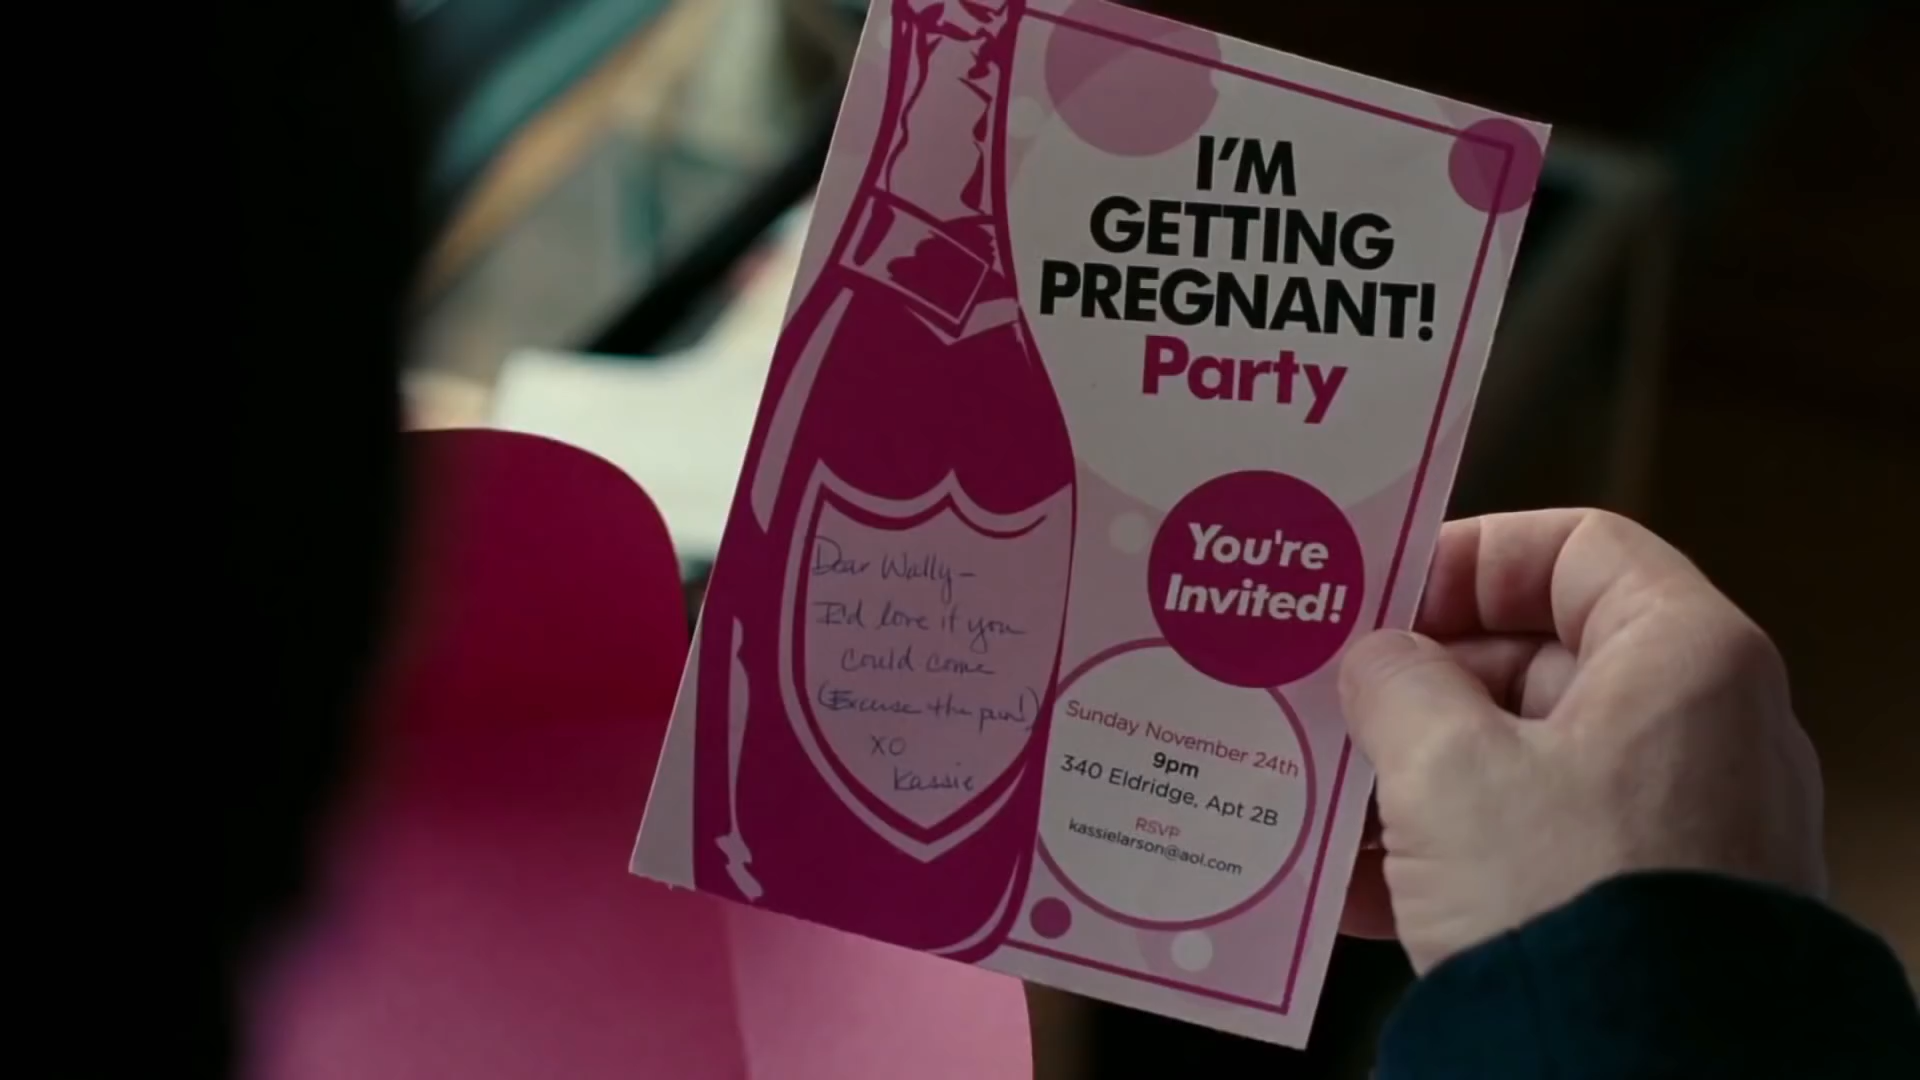 I'M
GETTING
PREGNANT!
Party
You're
Invited!
Dear Wally-
I'd love it if you
could come
(Excuse the pun!)
XO
Kassie
Sunday November 24th
9pm
340 Eldridge, Apt 2B
RSVP
kassielarson@aol.com